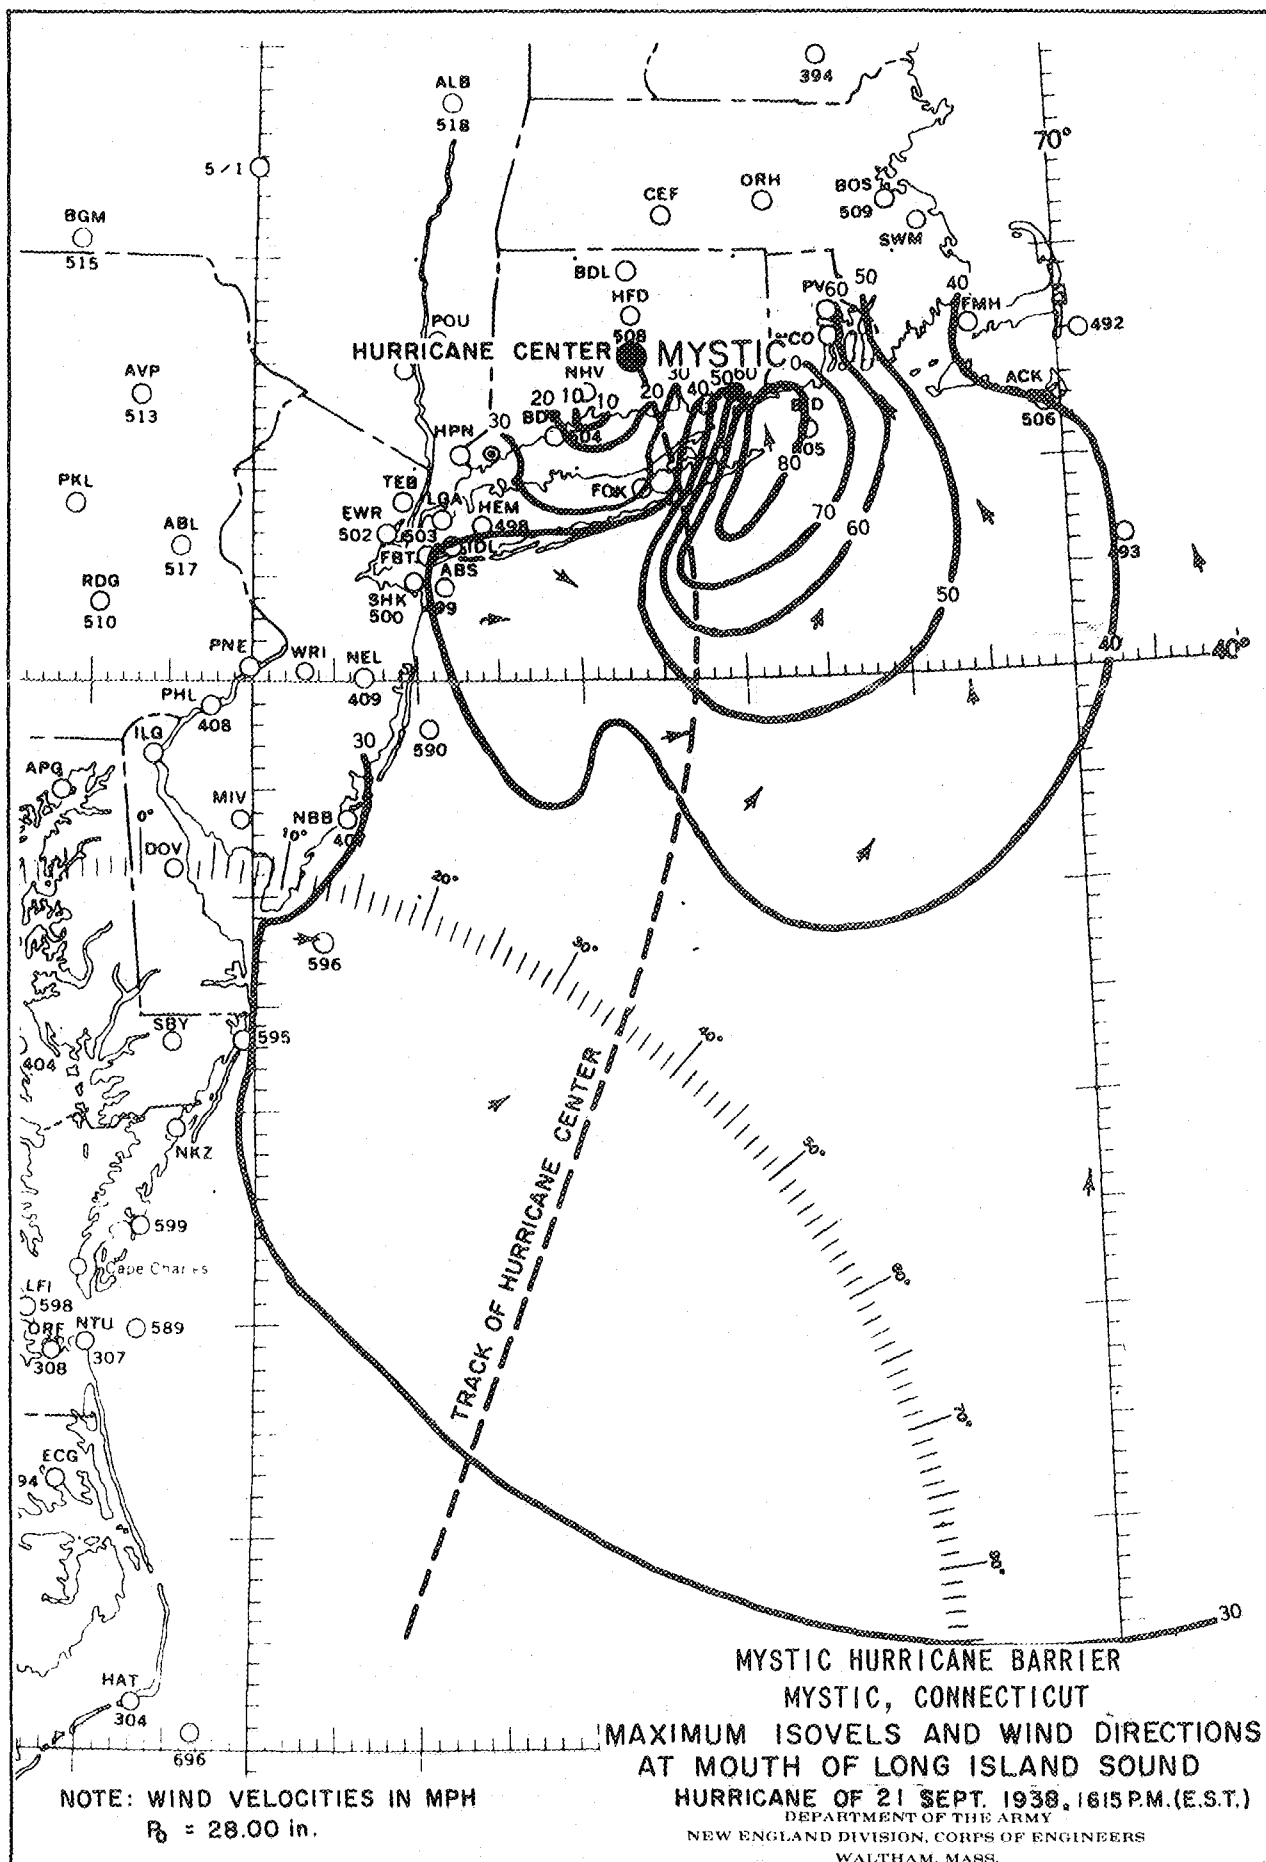 394
ALB
518
70°
5/1
CEF
ORH
BOS
509
SWM
BGM
515
BDL
HFD
508
PV
60
50
40
FMH
492
POU
HURRICANE CENTER
MYSTIC
CO
AVP
513
NHV
20
10
10
20
30
40
50
60
ACK
506
30
BDR
504
HPN
505
80
PKL
TEB
LGA
FOK
EWR
502
503
HEM
498
70
60
ABL
517
FBT
IDL
ABS
493
RDG
510
SHK
500
50
PNE
WRI
NEL
409
40
40°
PHL
408
ILG
590
30
APG
MIV
NBB
0°
10°
DOV
20°
30°
596
SBY
595
404
40°
TRACK OF HURRICANE CENTER
50°
NKZ
599
Cape Charles
60°
LFI
598
ORF
308
NTU
307
589
70°
ECG
94
80°
30
HAT
304
696
MYSTIC HURRICANE BARRIER
MYSTIC, CONNECTICUT
MAXIMUM ISOVELS AND WIND DIRECTIONS
AT MOUTH OF LONG ISLAND SOUND
HURRICANE OF 21 SEPT. 1938, 1615 P.M. (E.S.T.)
DEPARTMENT OF THE ARMY
NEW ENGLAND DIVISION, CORPS OF ENGINEERS
WALTHAM, MASS.
NOTE: WIND VELOCITIES IN MPH
P₀ = 28.00 in.